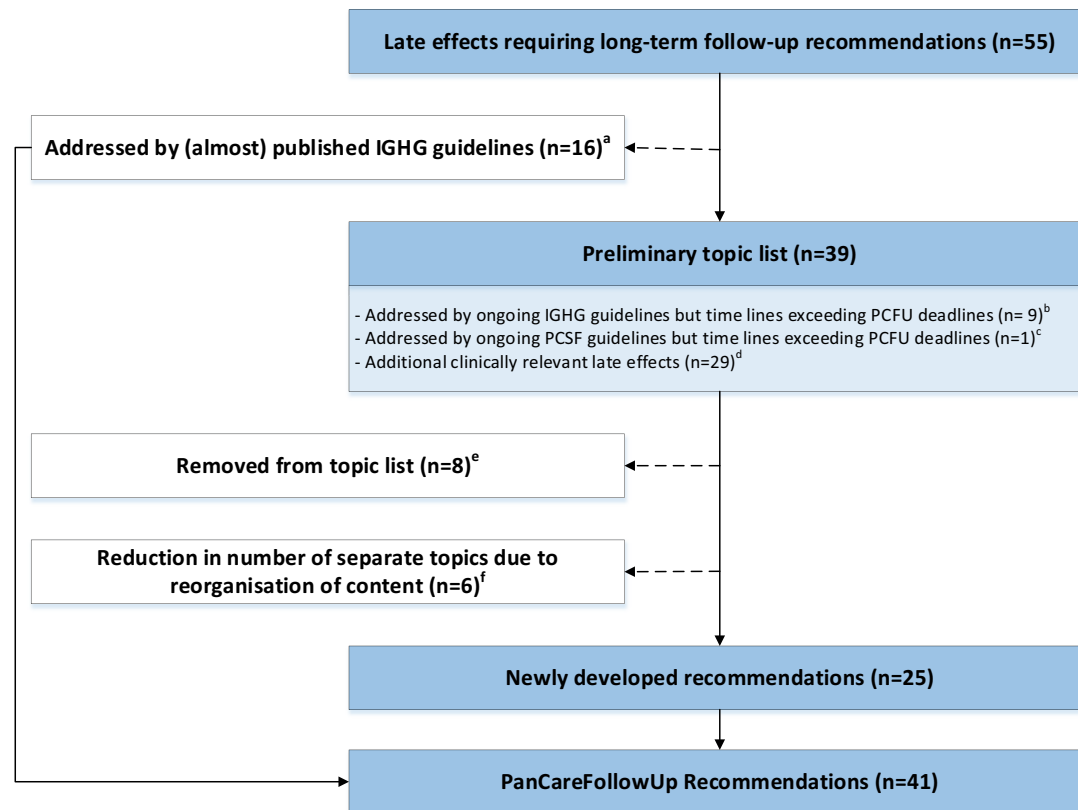 Late effects requiring long-term follow-up recommendations (n=55)
Addressed by (almost) published IGHG guidelines (n=16)a
Preliminary topic list (n=39)
- Addressed by ongoing IGHG guidelines but time lines exceeding PCFU deadlines (n= 9)b
- Addressed by ongoing PCSF guidelines but time lines exceeding PCFU deadlines (n=1)c
- Additional clinically relevant late effects (n=29)d
Removed from topic list (n=8)e
Reduction in number of separate topics due to
reorganisation of content (n=6)f
Newly developed recommendations (n=25)
PanCareFollowUp Recommendations (n=41)